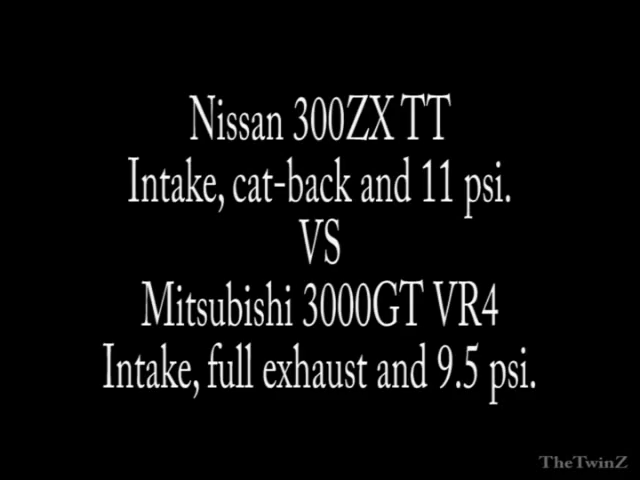 Nissan 300ZX TT
Intake, cat-back and 11 psi.
VS
Mitsubishi 3000GT VR4
Intake, full exhaust and 9.5 psi.
TheTwinZ